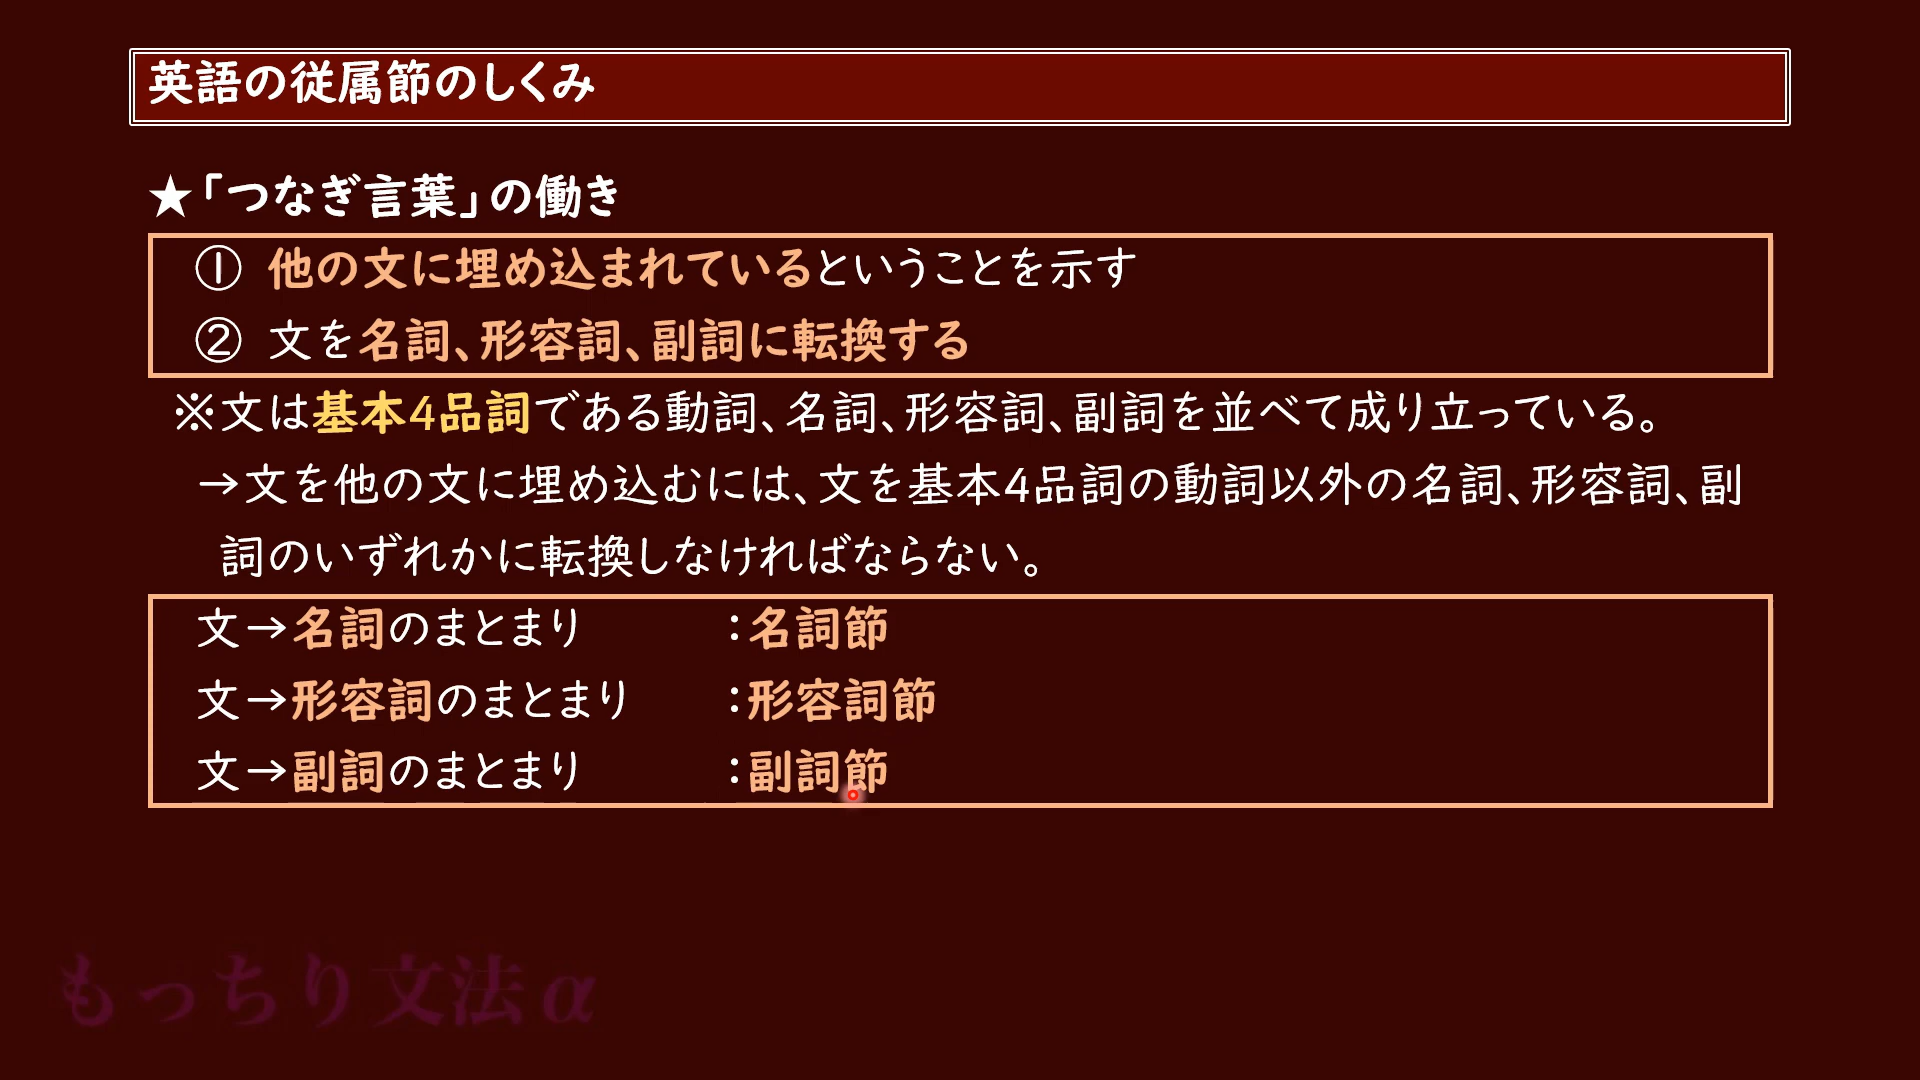 英語の従属節のしくみ
★「つなぎ言葉」の働き
① 他の文に埋め込まれているということを示す
② 文を名詞、形容詞、副詞に転換する
※文は基本4品詞である動詞、名詞、形容詞、副詞を並べて成り立っている。
→文を他の文に埋め込むには、文を基本4品詞の動詞以外の名詞、形容詞、副
詞のいずれかに転換しなければならない。
文→名詞のまとまり :名詞節
文→形容詞のまとまり :形容詞節
文→副詞のまとまり :副詞節
もっちり文法α